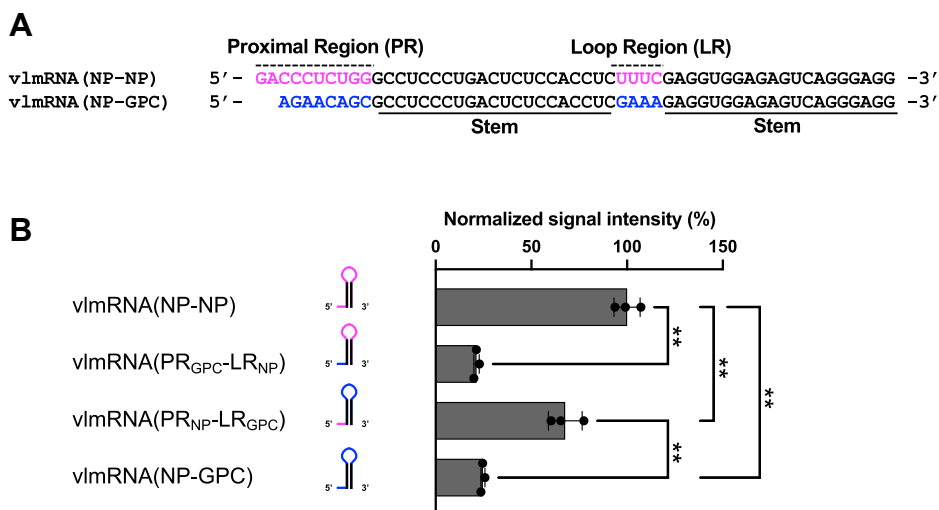 A
Proximal Region (PR) Loop Region (LR)
vlmRNA(NP-NP) 5’- GACCCUCUGGGCCUCCCUGACUCUCCACCUCUUUCGAGGUGGAGAGUCAGGGAGG -3’
vlmRNA(NP-GPC) 5’- AGAACAGCGCCUCCCUGACUCUCCACCUCGAAAGAGGUGGAGAGUCAGGGAGG -3’
Stem Stem
B
Normalized signal intensity (%)
0 50 100 150
vlmRNA(NP-NP) 5' 3'
**
vlmRNA(PRGPC-LRNP) 5' 3'
**
vlmRNA(PRNP-LRGPC) 5' 3'
**
**
vlmRNA(NP-GPC) 5' 3'